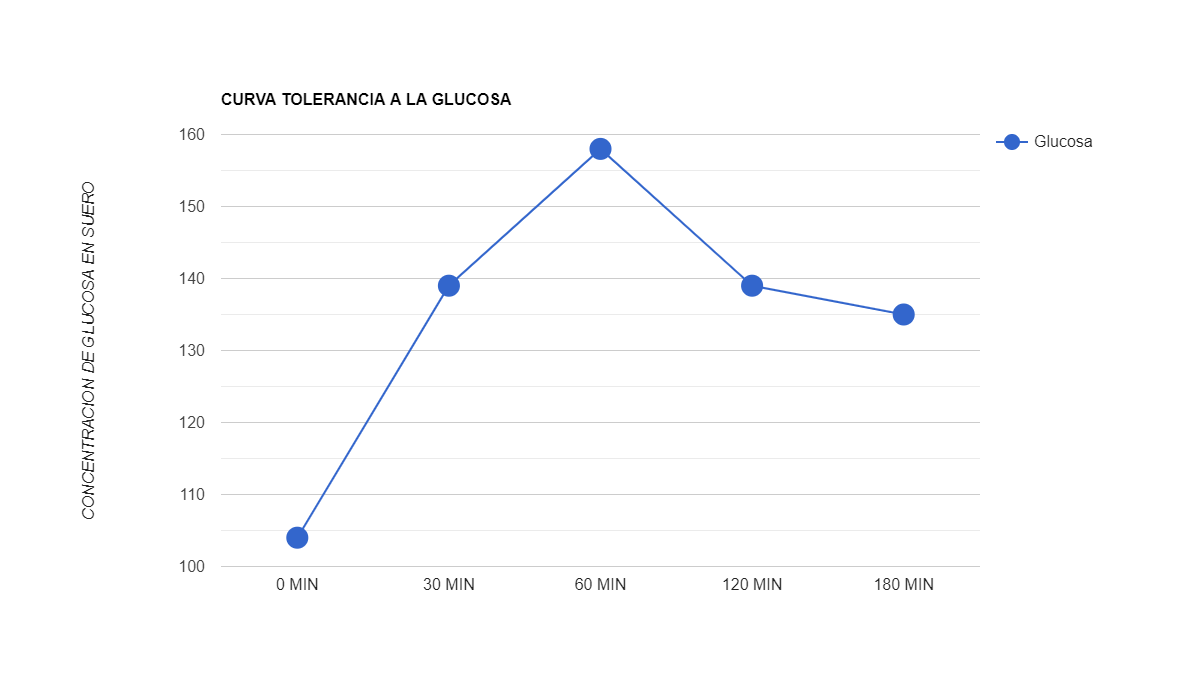 CURVA TOLERANCIA A LA GLUCOSA
Glucosa
CONCENTRACION DE GLUCOSA EN SUERO
160
150
140
130
120
110
100
0 MIN 30 MIN 60 MIN 120 MIN 180 MIN